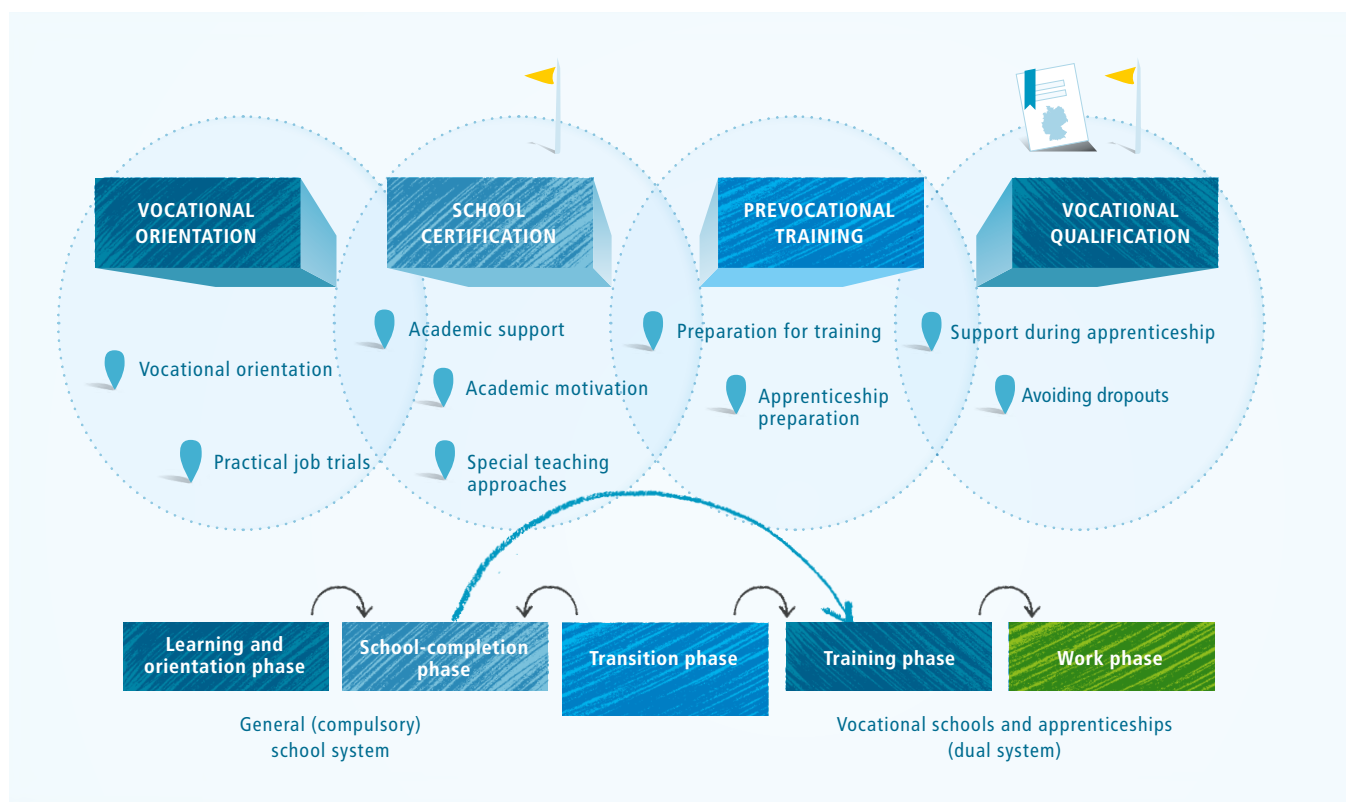 VOCATIONAL
ORIENTATION
SCHOOL
CERTIFICATION
PREVOCATIONAL
TRAINING
VOCATIONAL
QUALIFICATION
Vocational orientation
Practical job trials
Academic support
Academic motivation
Special teaching
approaches
Preparation for training
Apprenticeship
preparation
Support during apprenticeship
Avoiding dropouts
Learning and
orientation phase
School-completion
phase
Transition phase
Training phase
Work phase
General (compulsory)
school system
Vocational schools and apprenticeships
(dual system)